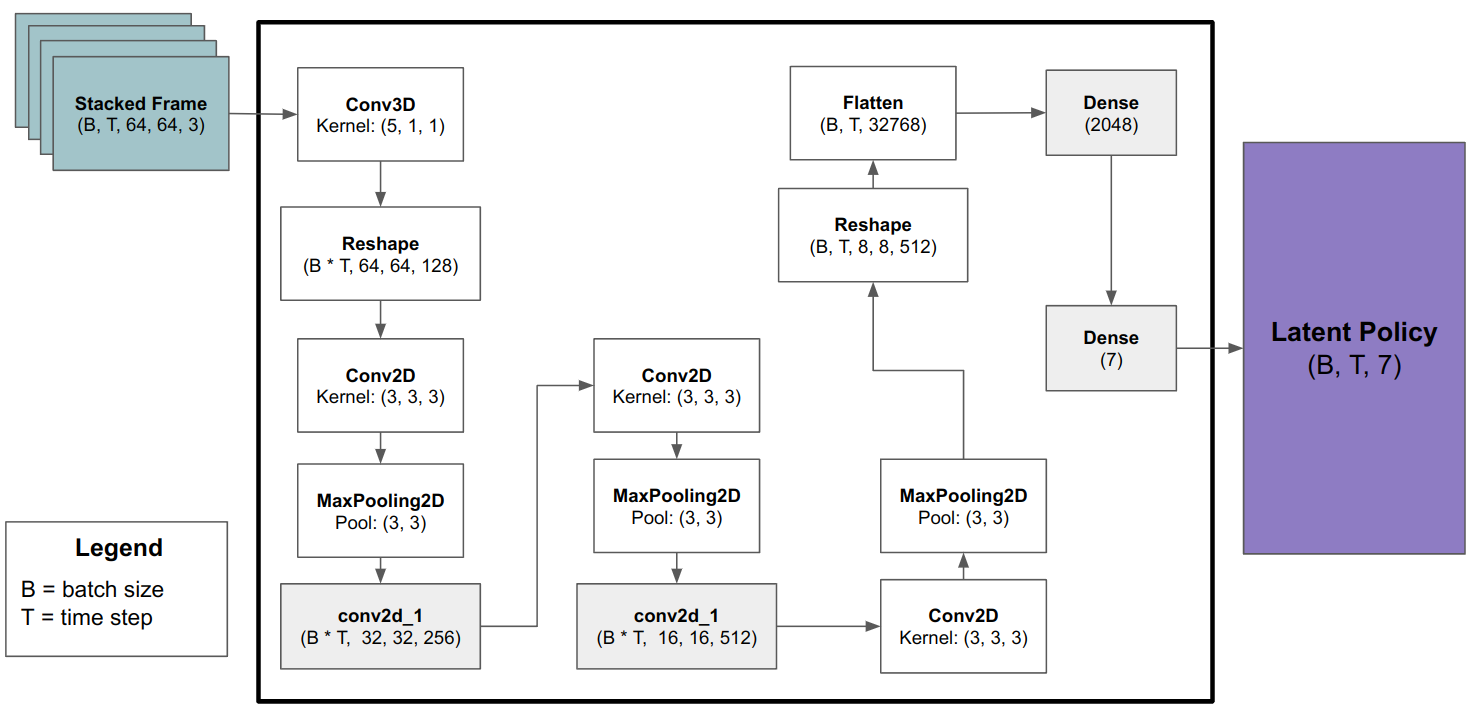 Stacked Frame
(B, T, 64, 64, 3)
Conv3D
Kernel: (5, 1, 1)
Reshape
(B * T, 64, 64, 128)
Conv2D
Kernel: (3, 3, 3)
MaxPooling2D
Pool: (3, 3)
conv2d_1
(B * T, 32, 32, 256)
Conv2D
Kernel: (3, 3, 3)
MaxPooling2D
Pool: (3, 3)
conv2d_1
(B * T, 16, 16, 512)
Conv2D
Kernel: (3, 3, 3)
MaxPooling2D
Pool: (3, 3)
Reshape
(B, T, 8, 8, 512)
Flatten
(B, T, 32768)
Dense
(2048)
Dense
(7)
Latent Policy
(B, T, 7)
Legend
B = batch size
T = time step